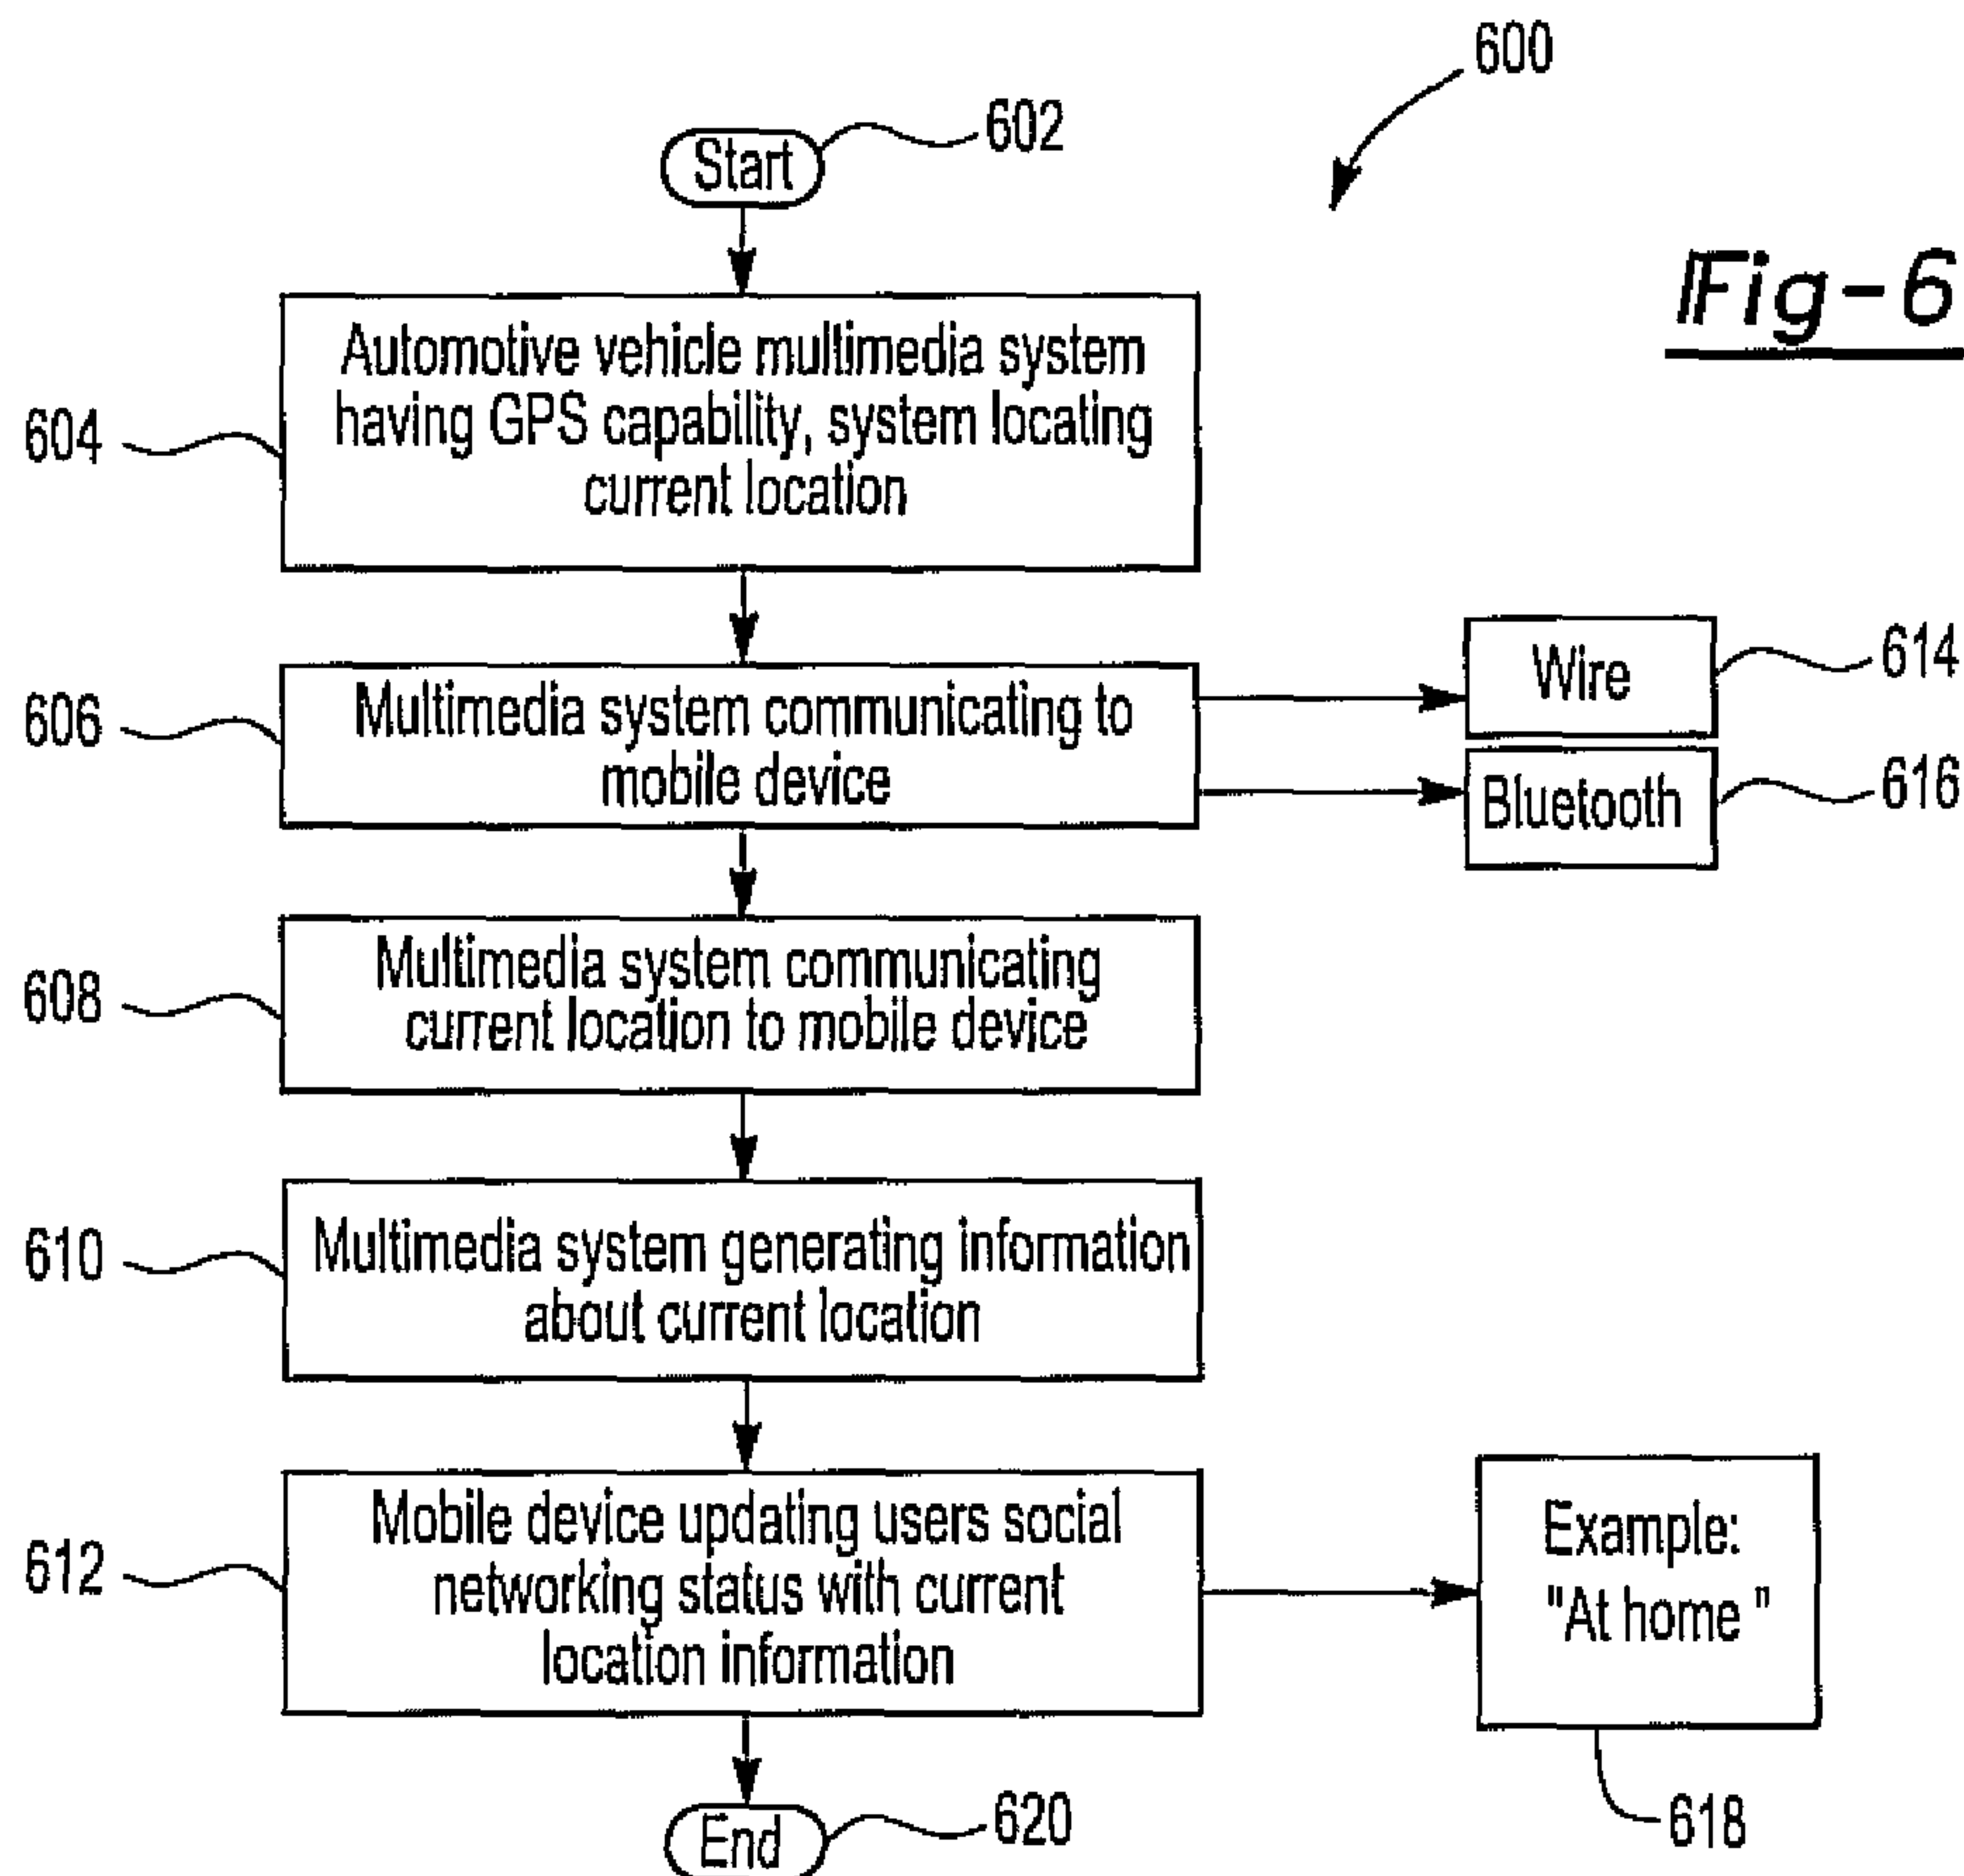 600
602
Start
Fig-6
Automotive vehicle multimedia system
having GPS capability, system locating
current location
604
614
Wire
606
Multimedia system communicating to
mobile device
616
Bluetooth
608
Multimedia system communicating
current location to mobile device
610
Multimedia system generating information
about current location
612
Mobile device updating users social
networking status with current
location information
Example:
"At home "
618
620
End